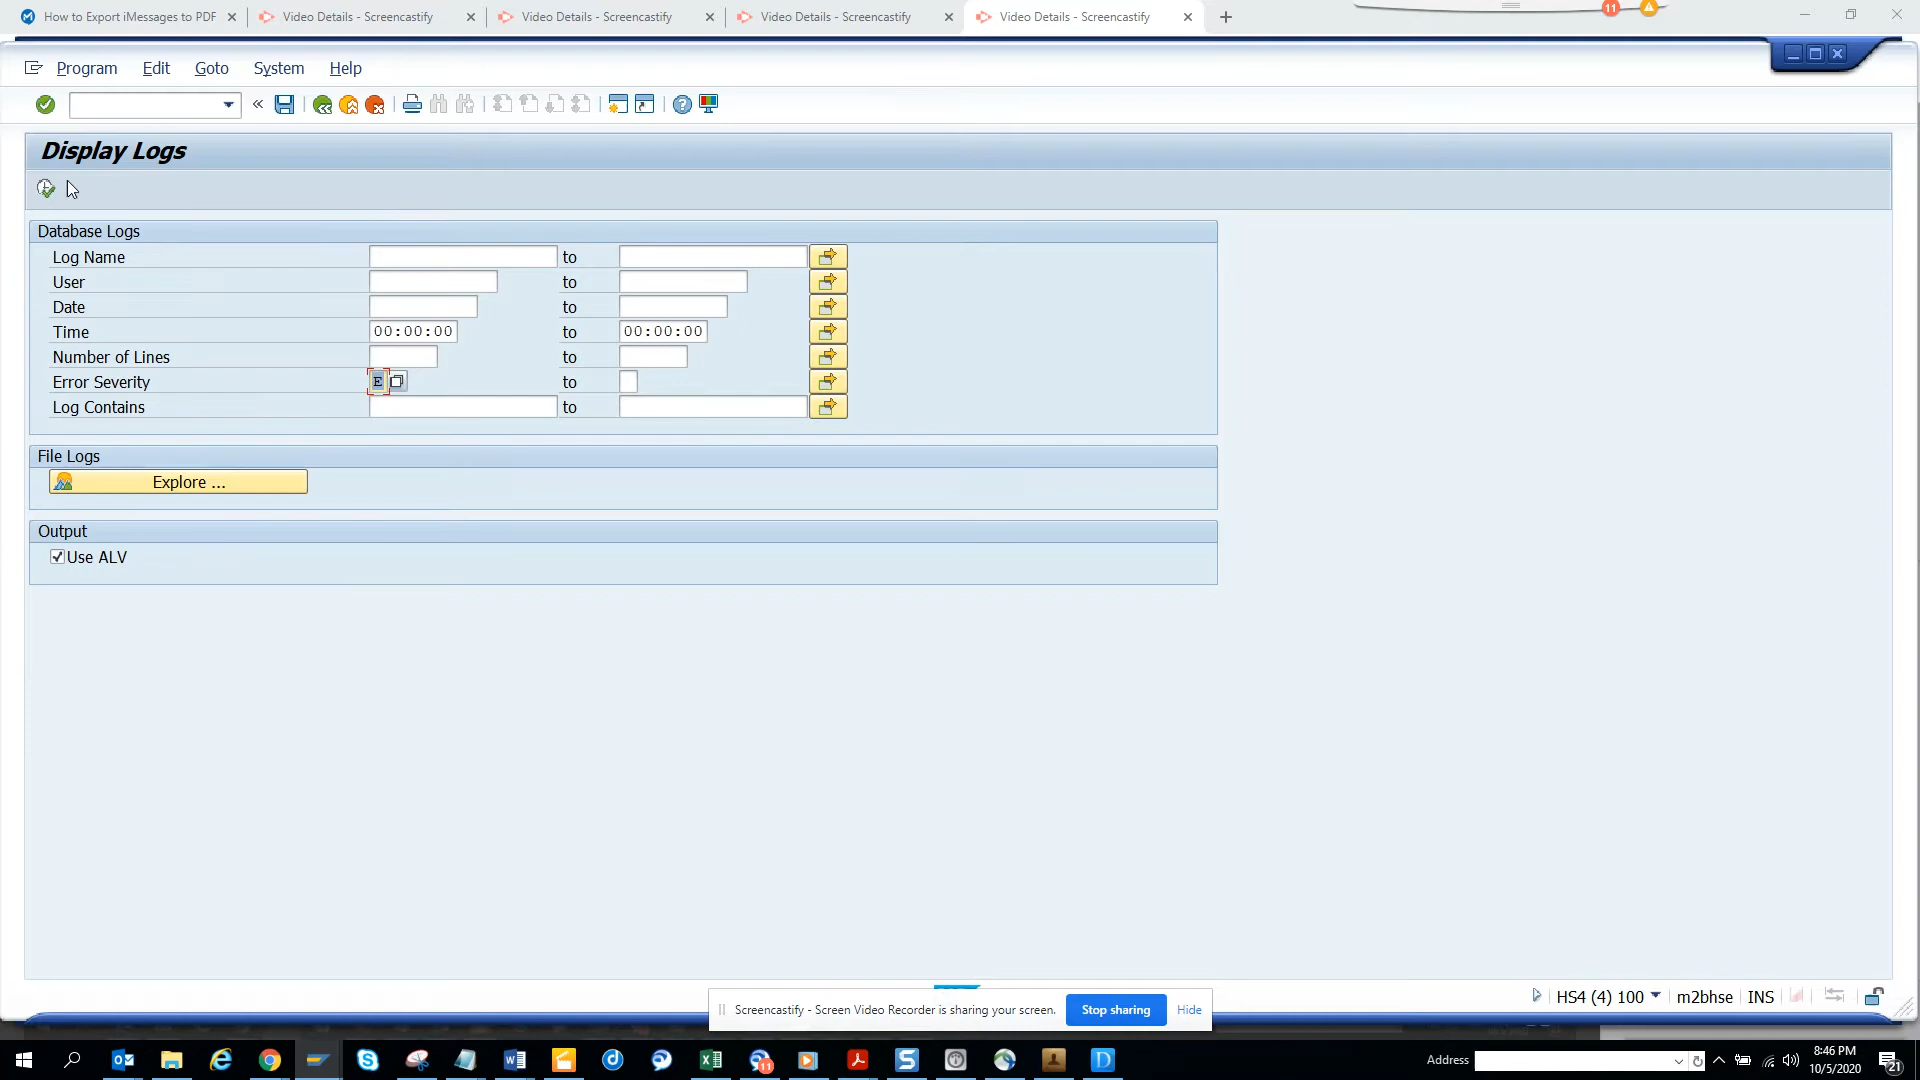 How to Export iMessages to PDF
Video Details - Screencastify
Video Details - Screencastify
Video Details - Screencastify
Video Details - Screencastify
11
Program Edit Goto System Help
Display Logs
Database Logs
Log Name to
User to
Date to
Time 00:00:00 to 00:00:00
Number of Lines to
Error Severity E to
Log Contains to
File Logs
Explore ...
Output
Use ALV
HS4 (4) 100 m2bhse INS
Screencastify - Screen Video Recorder is sharing your screen. Stop sharing Hide
11
Address
8:46 PM
10/5/2020
21